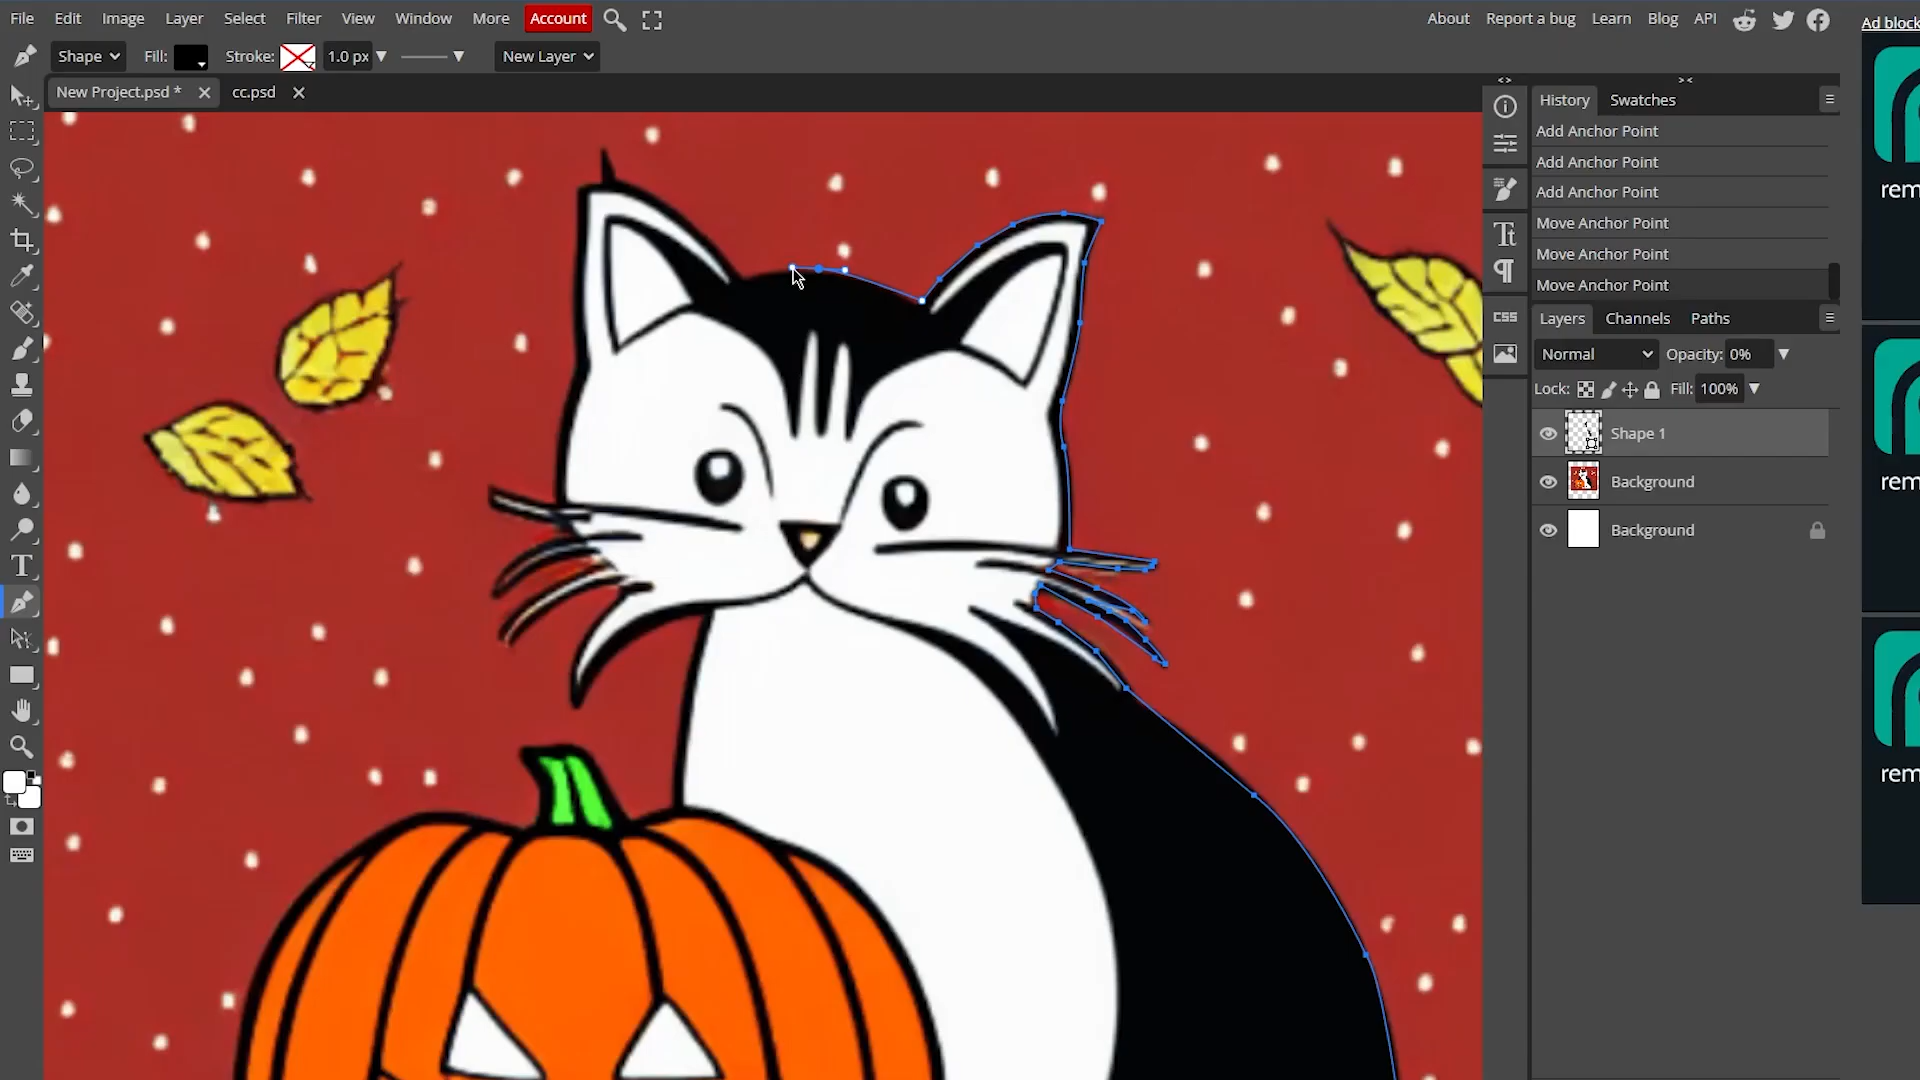 File Edit Image Layer Select Filter View Window More Account About Report a bug Learn Blog API
Ad block
Shape Fill: Stroke: 1.0 px New Layer
New Project.psd * cc.psd
History Swatches
Add Anchor Point
Add Anchor Point
Add Anchor Point
Move Anchor Point
Move Anchor Point
Move Anchor Point
CSS
Layers Channels Paths
Normal Opacity: 0%
Lock: Fill: 100%
Shape 1
Background
Background
rem
rem
rem